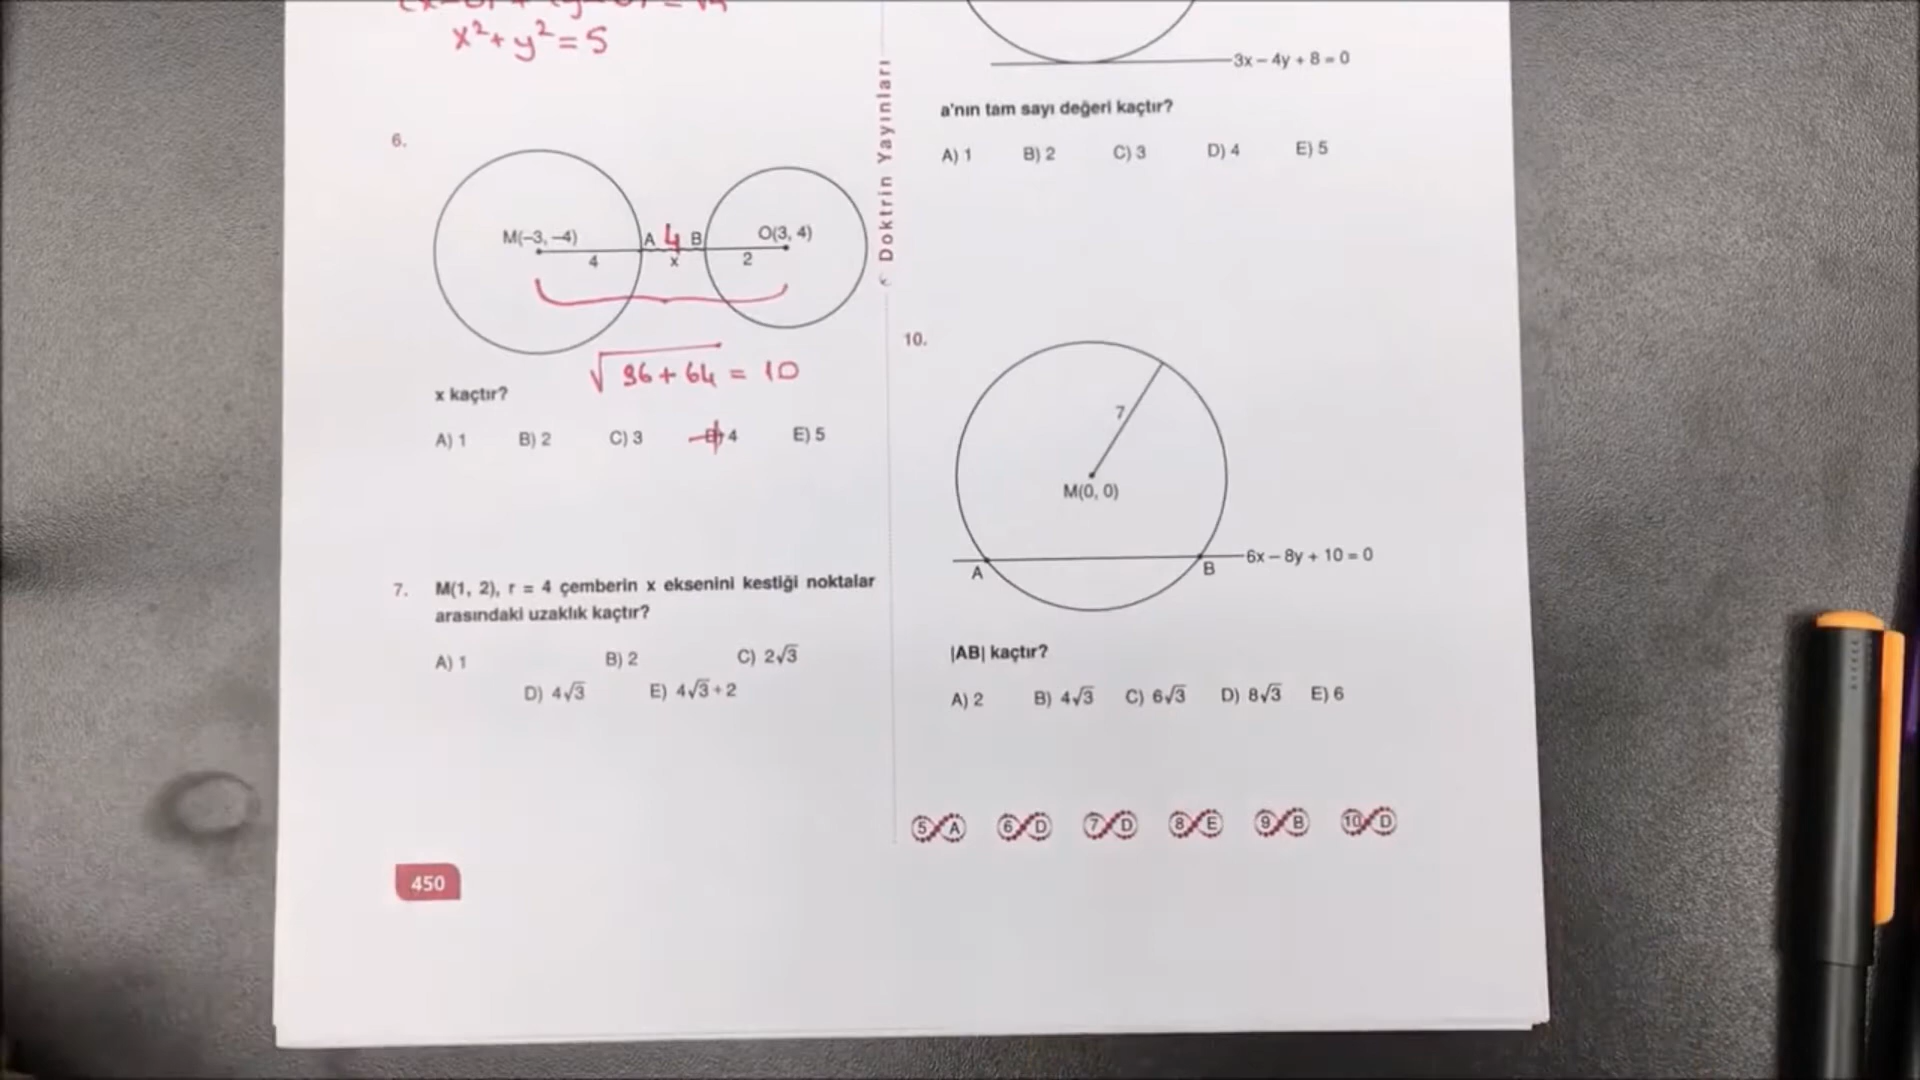 x²+y²=5
6.
M(–3, –4)
A 4 B
O(3, 4)
4
x
2
√36+64 = 10
x kaçtır?
A) 1 B) 2 C) 3 D) 4 E) 5
7. M(1, 2), r = 4 çemberin x eksenini kestiği noktalar
arasındaki uzaklık kaçtır?
A) 1 B) 2 C) 2√3
D) 4√3 E) 4√3 + 2
450
Doktrin Yayınları
3x – 4y + 8 = 0
a'nın tam sayı değeri kaçtır?
A) 1 B) 2 C) 3 D) 4 E) 5
10.
7
M(0, 0)
6x – 8y + 10 = 0
A
B
|AB| kaçtır?
A) 2 B) 4√3 C) 6√3 D) 8√3 E) 6
5 A 6 D 7 D 8 E 9 B 10 D